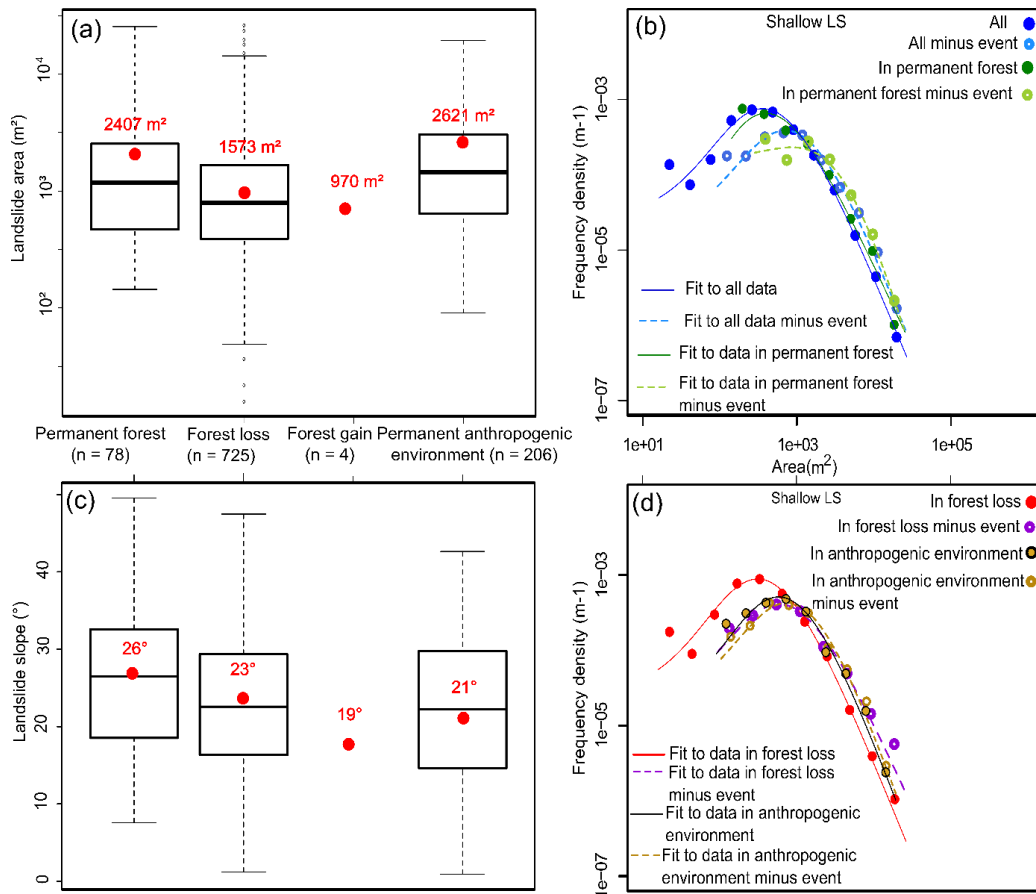 (a)
Landslide area (m²)
10⁴
10³
10²
2407 m²
1573 m²
970 m²
2621 m²
Permanent forest
(n = 78)
Forest loss
(n = 725)
Forest gain
(n = 4)
Permanent anthropogenic
environment (n = 206)
(b)
Shallow LS
All
All minus event
In permanent forest
In permanent forest minus event
Frequency density (m-1)
1e-03
1e-05
1e-07
Fit to all data
Fit to all data minus event
Fit to data in permanent forest
Fit to data in permanent forest
minus event
1e+01
1e+03
1e+05
Area(m²)
(c)
Landslide slope (°)
40
30
20
10
0
26°
23°
19°
21°
(d)
Shallow LS
In forest loss
In forest loss minus event
In anthropogenic environment
In anthropogenic environment
minus event
Frequency density (m-1)
1e-03
1e-05
1e-07
Fit to data in forest loss
Fit to data in forest loss
minus event
Fit to data in anthropogenic
environment
Fit to data in anthropogenic
environment minus event